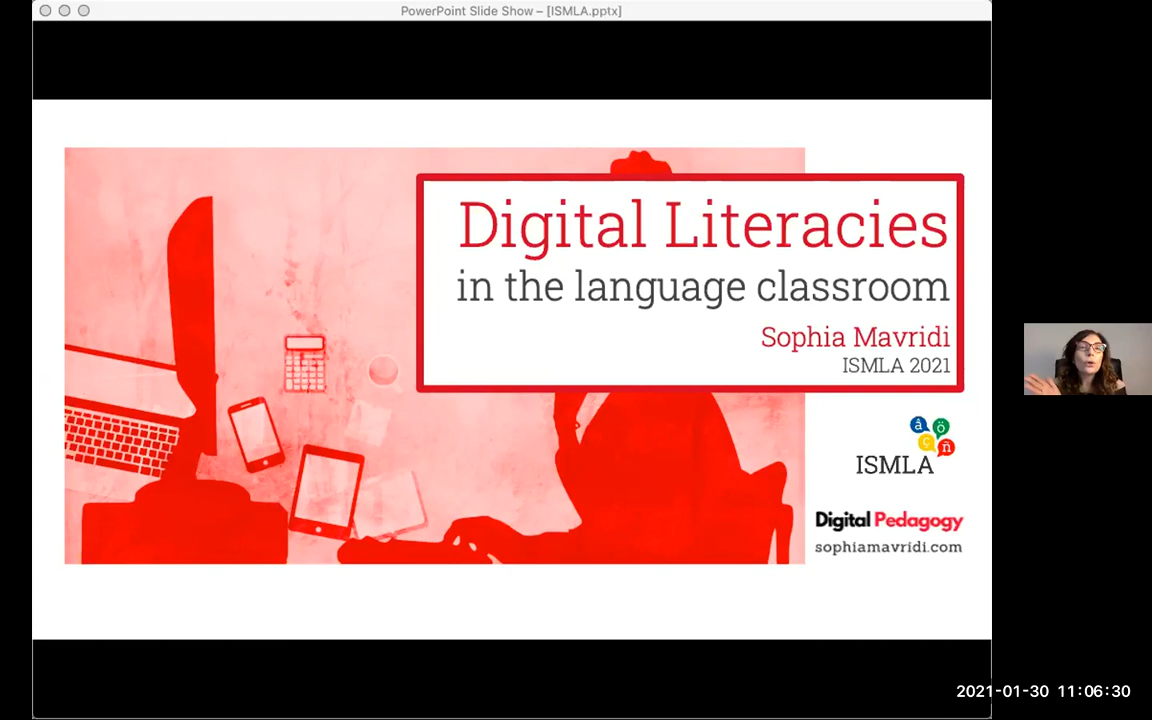 PowerPoint Slide Show – [ISMLA.pptx]
Digital Literacies
in the language classroom
Sophia Mavridi
ISMLA 2021
å ö
ç ñ
ISMLA
Digital Pedagogy
sophiamavridi.com
2021-01-30 11:06:30